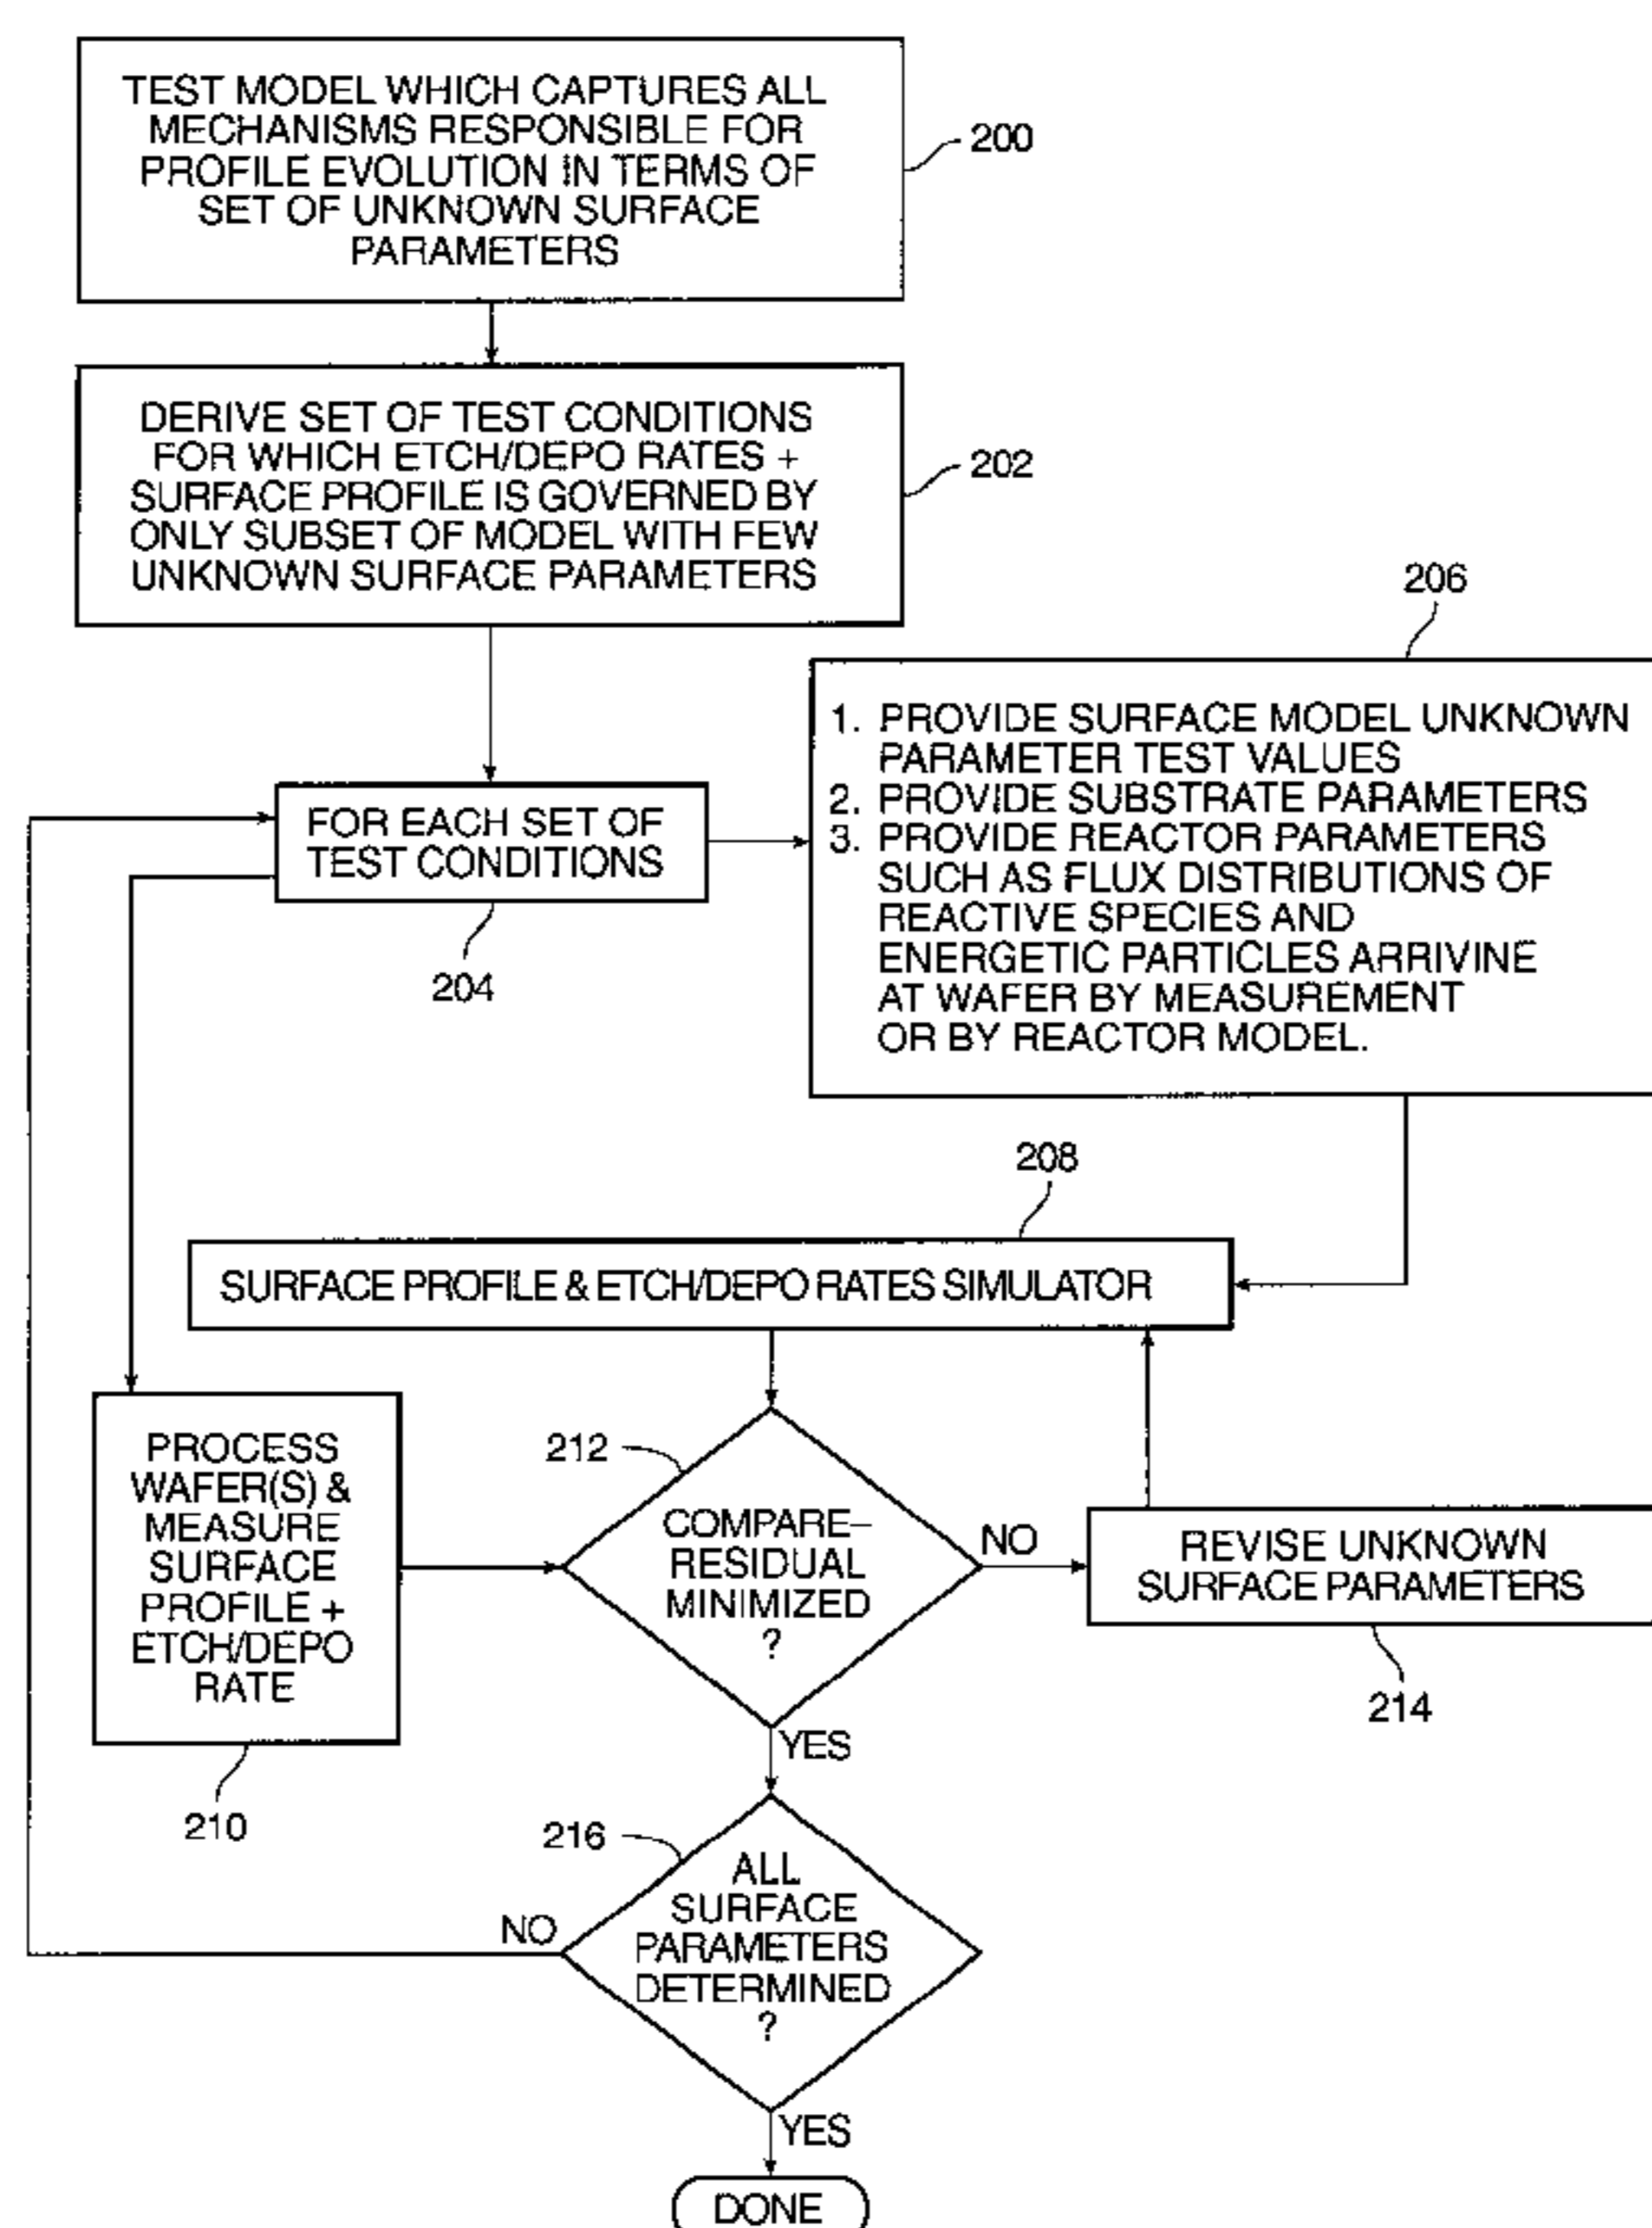 TEST MODEL WHICH CAPTURES ALL
MECHANISMS RESPONSIBLE FOR
PROFILE EVOLUTION IN TERMS OF
SET OF UNKNOWN SURFACE
PARAMETERS
200
DERIVE SET OF TEST CONDITIONS
FOR WHICH ETCH/DEPO RATES +
SURFACE PROFILE IS GOVERNED BY
ONLY SUBSET OF MODEL WITH FEW
UNKNOWN SURFACE PARAMETERS
202
206
1. PROVIDE SURFACE MODEL UNKNOWN
PARAMETER TEST VALUES
2. PROVIDE SUBSTRATE PARAMETERS
3. PROVIDE REACTOR PARAMETERS
SUCH AS FLUX DISTRIBUTIONS OF
REACTIVE SPECIES AND
ENERGETIC PARTICLES ARRIVINE
AT WAFER BY MEASUREMENT
OR BY REACTOR MODEL.
FOR EACH SET OF
TEST CONDITIONS
204
208
SURFACE PROFILE & ETCH/DEPO RATES SIMULATOR
PROCESS
WAFER(S) &
MEASURE
SURFACE
PROFILE +
ETCH/DEPO
RATE
210
212
COMPARE–
RESIDUAL
MINIMIZED
?
NO
REVISE UNKNOWN
SURFACE PARAMETERS
214
YES
216
ALL
SURFACE
PARAMETERS
DETERMINED
?
NO
YES
DONE